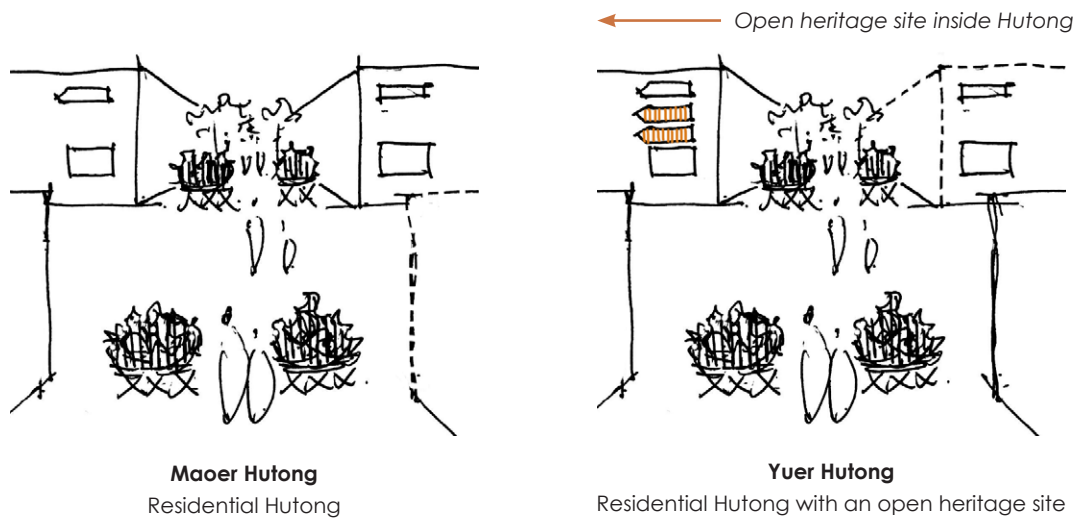 Open heritage site inside Hutong
Maoer Hutong
Residential Hutong
Yuer Hutong
Residential Hutong with an open heritage site